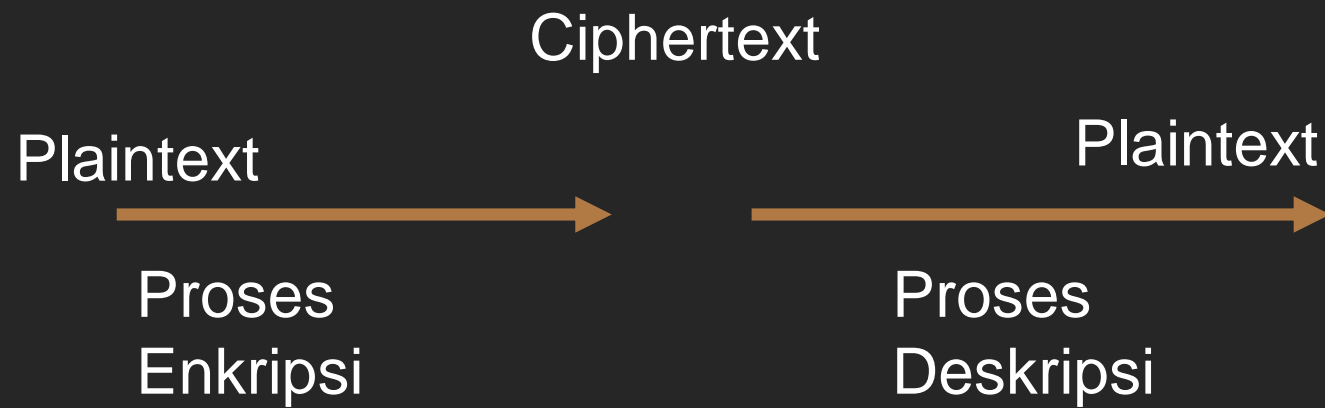 Ciphertext
Plaintext
Plaintext
Proses
Enkripsi
Proses
Deskripsi